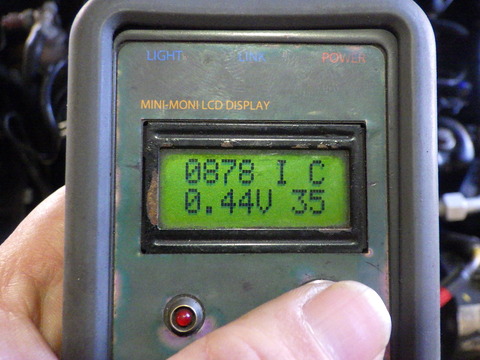 LIGHT LINK POWER
MINI-MONI LCD DISPLAY
0878 I C
0.44V 35